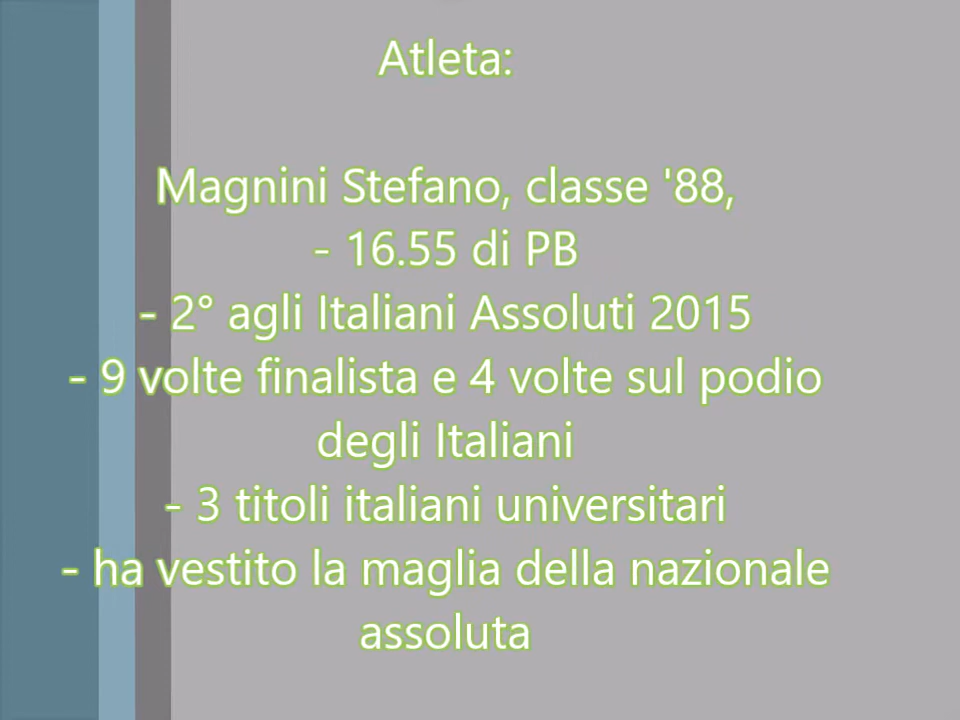 Atleta:
Magnini Stefano, classe '88,
- 16.55 di PB
- 2° agli Italiani Assoluti 2015
- 9 volte finalista e 4 volte sul podio
degli Italiani
- 3 titoli italiani universitari
- ha vestito la maglia della nazionale
assoluta